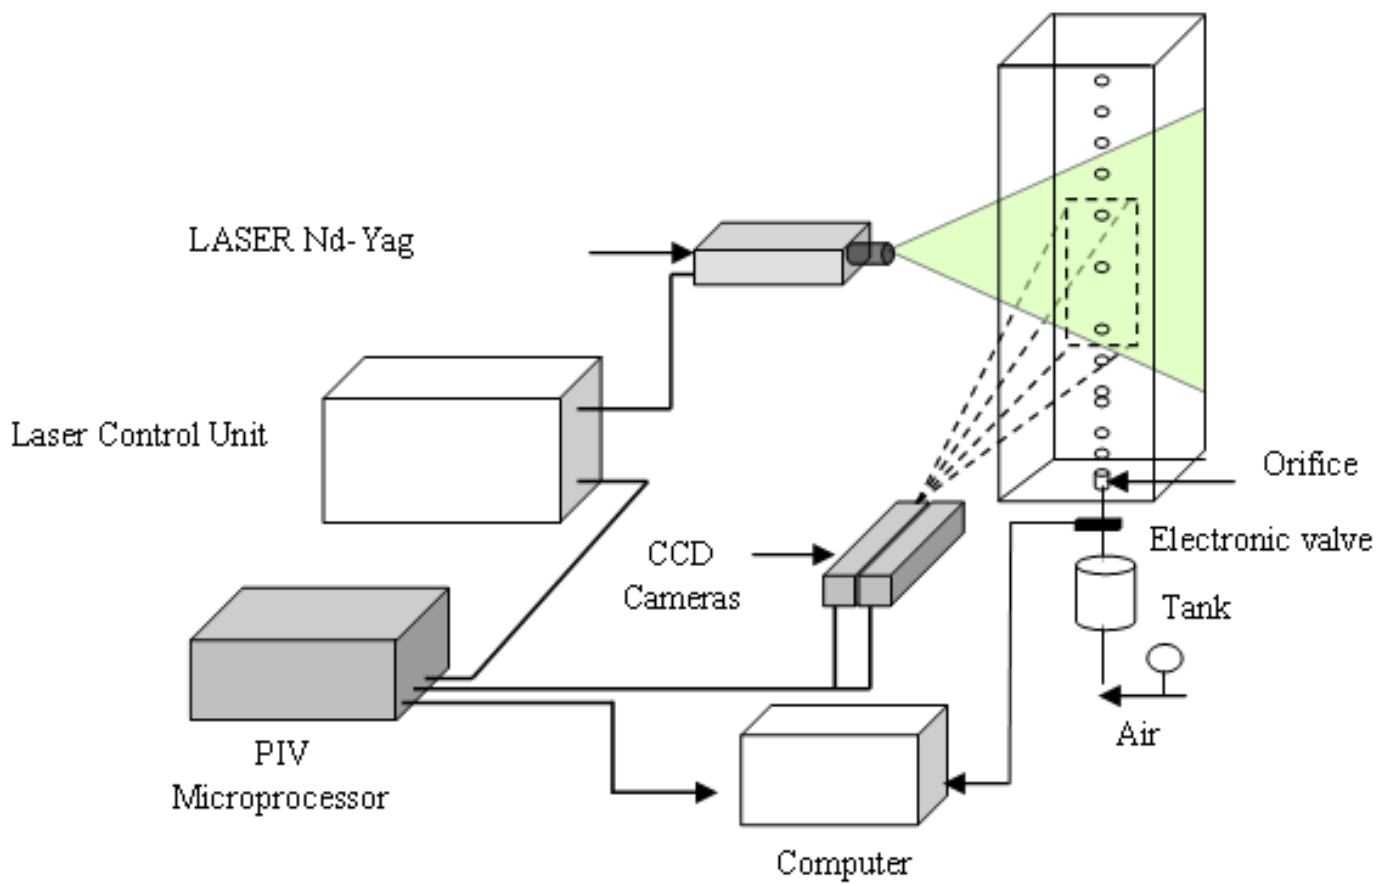 LASER Nd-Yag
Laser Control Unit
Orifice
Electronic valve
CCD
Cameras
Tank
Air
PIV
Microprocessor
Computer